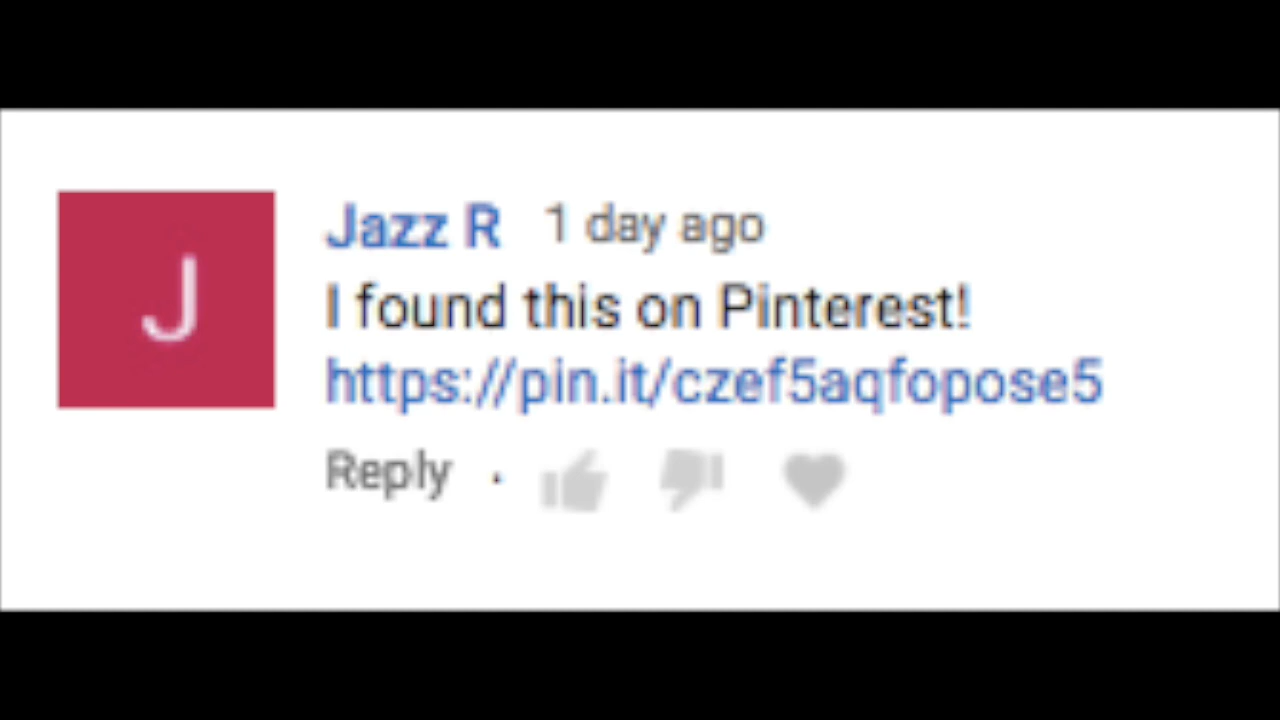 J
Jazz R 1 day ago
I found this on Pinterest!
https://pin.it/czef5aqfopose5
Reply ·